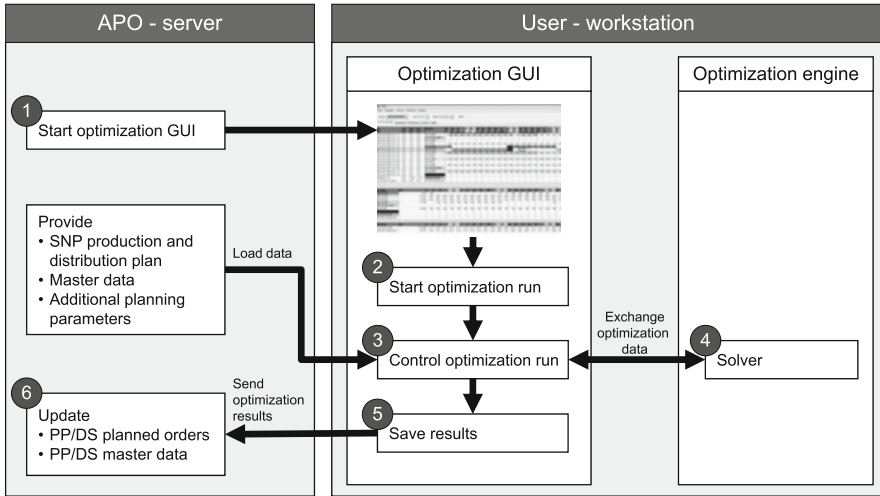 APO - server
User - workstation
Optimization GUI
Optimization engine
1
Start optimization GUI
Provide
• SNP production and
distribution plan
• Master data
• Additional planning
parameters
Load data
2
Start optimization run
3
Control optimization run
Exchange
optimization
data
4
Solver
5
Save results
Send
optimization
results
6
Update
• PP/DS planned orders
• PP/DS master data